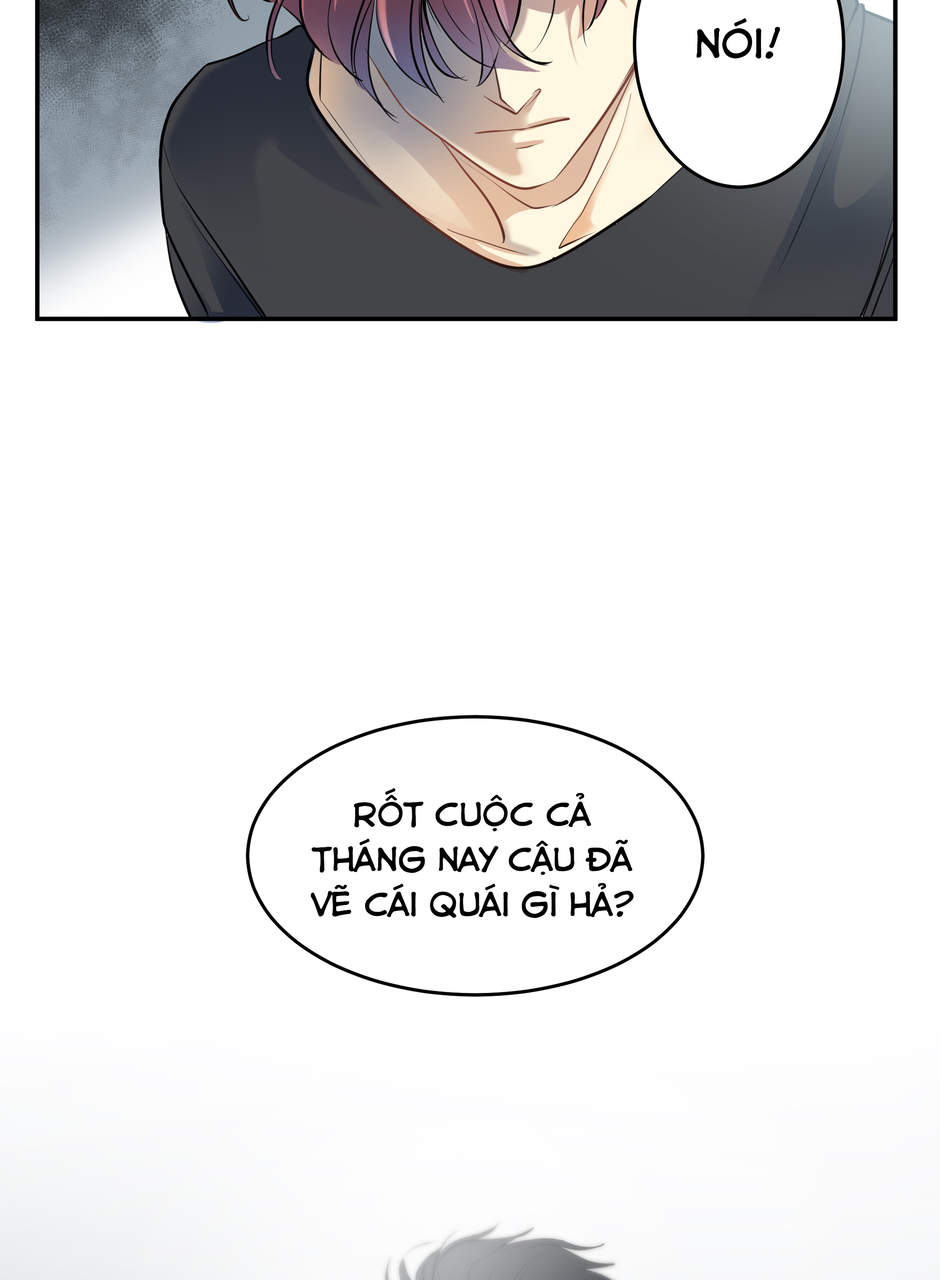 NÓI!
RỐT CUỘC CẢ
THÁNG NAY CẬU ĐÃ
VẼ CÁI QUÁI GÌ HẢ?